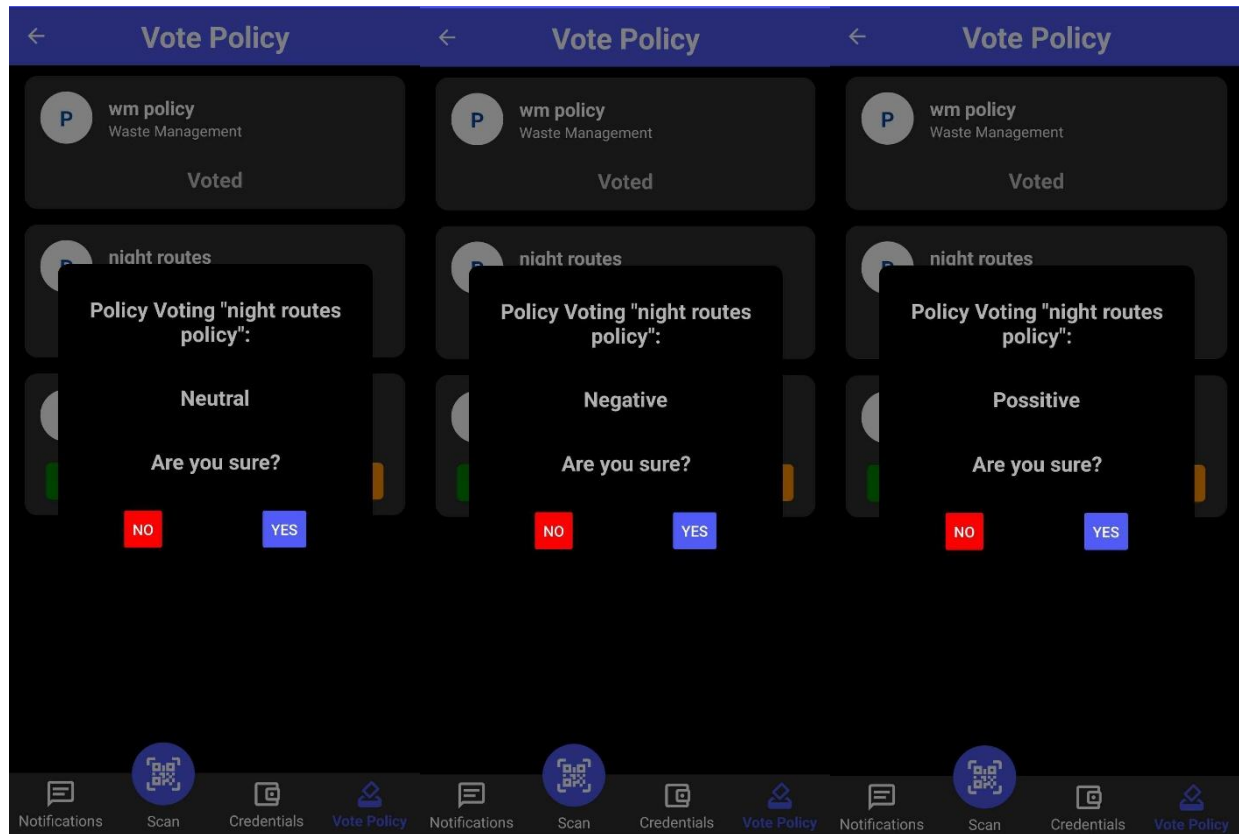 Vote Policy
P
wm policy
Waste Management
Voted
night routes
Policy Voting "night routes
policy":
Neutral
Are you sure?
NO
YES
Notifications
Scan
Credentials
Vote Policy
Vote Policy
P
wm policy
Waste Management
Voted
night routes
Policy Voting "night routes
policy":
Negative
Are you sure?
NO
YES
Notifications
Scan
Credentials
Vote Policy
Vote Policy
P
wm policy
Waste Management
Voted
night routes
Policy Voting "night routes
policy":
Possitive
Are you sure?
NO
YES
Notifications
Scan
Credentials
Vote Policy